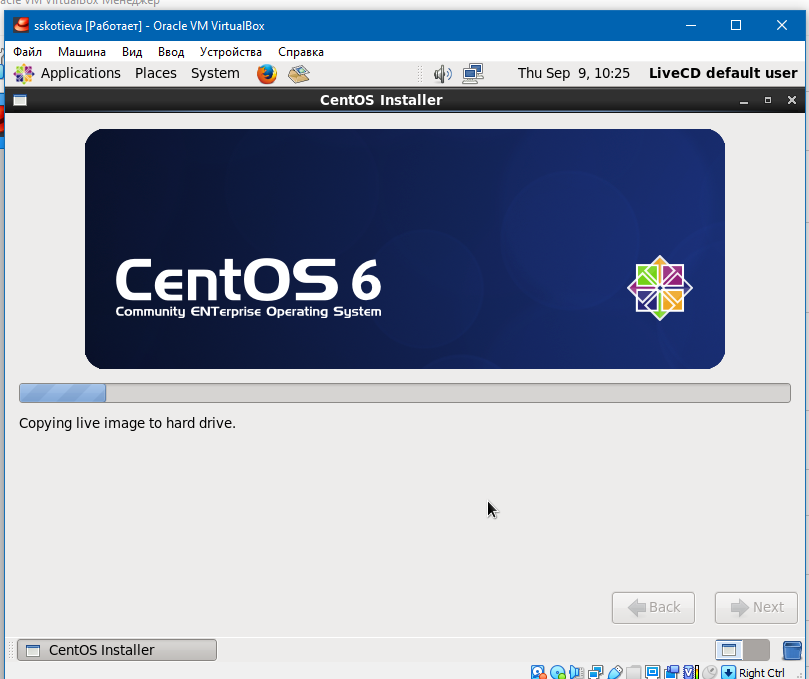 acle VM VirtualBox Менеджер
sskotieva [Работает] - Oracle VM VirtualBox
Файл Машина Вид Ввод Устройства Справка
Applications Places System Thu Sep 9, 10:25 LiveCD default user
CentOS Installer
CentOS 6
Community ENTerprise Operating System
Copying live image to hard drive.
Back Next
CentOS Installer
Right Ctrl